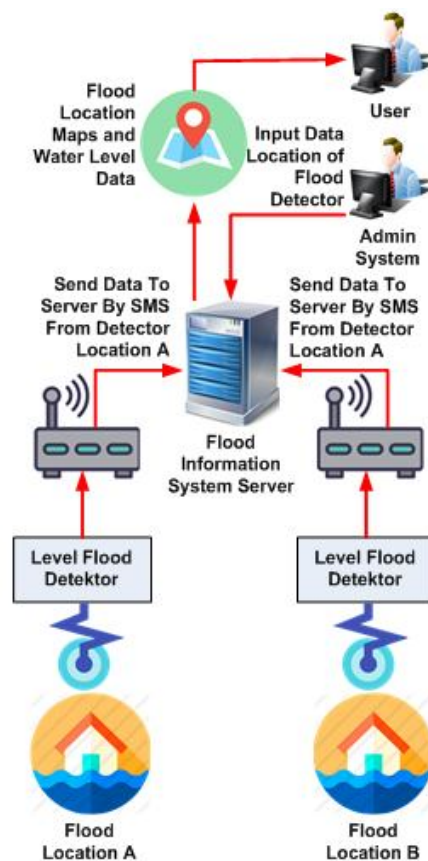 Flood
Location
Maps and
Water Level
Data
User
Input Data
Location of
Flood
Detector
Admin
System
Send Data To
Server By SMS
From Detector
Location A
Send Data To
Server By SMS
From Detector
Location A
Flood
Information
System Server
Level Flood
Detektor
Level Flood
Detektor
Flood
Location A
Flood
Location B